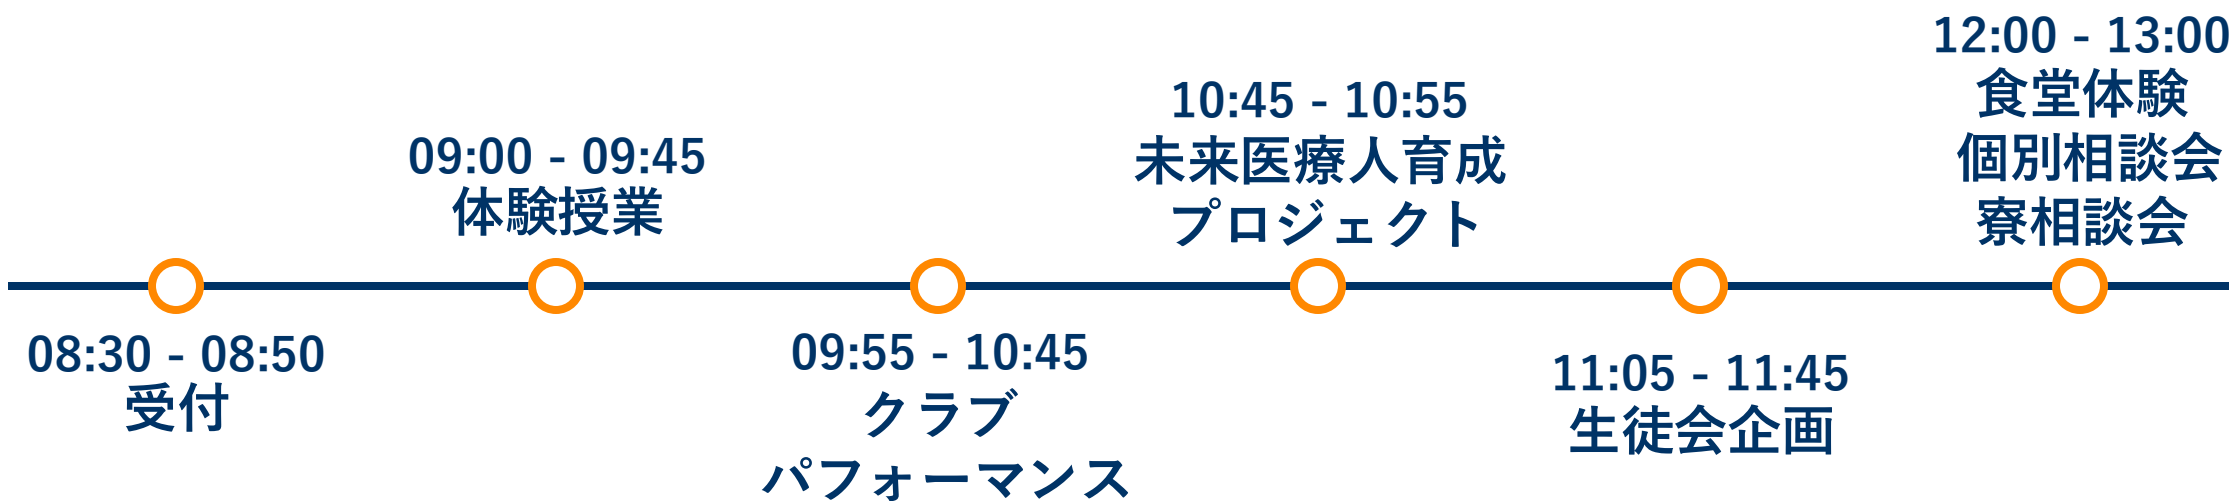 08:30 - 08:50
受付
09:00 - 09:45
体験授業
09:55 - 10:45
クラブ
パフォーマンス
10:45 - 10:55
未来医療人育成
プロジェクト
11:05 - 11:45
生徒会企画
12:00 - 13:00
食堂体験
個別相談会
寮相談会